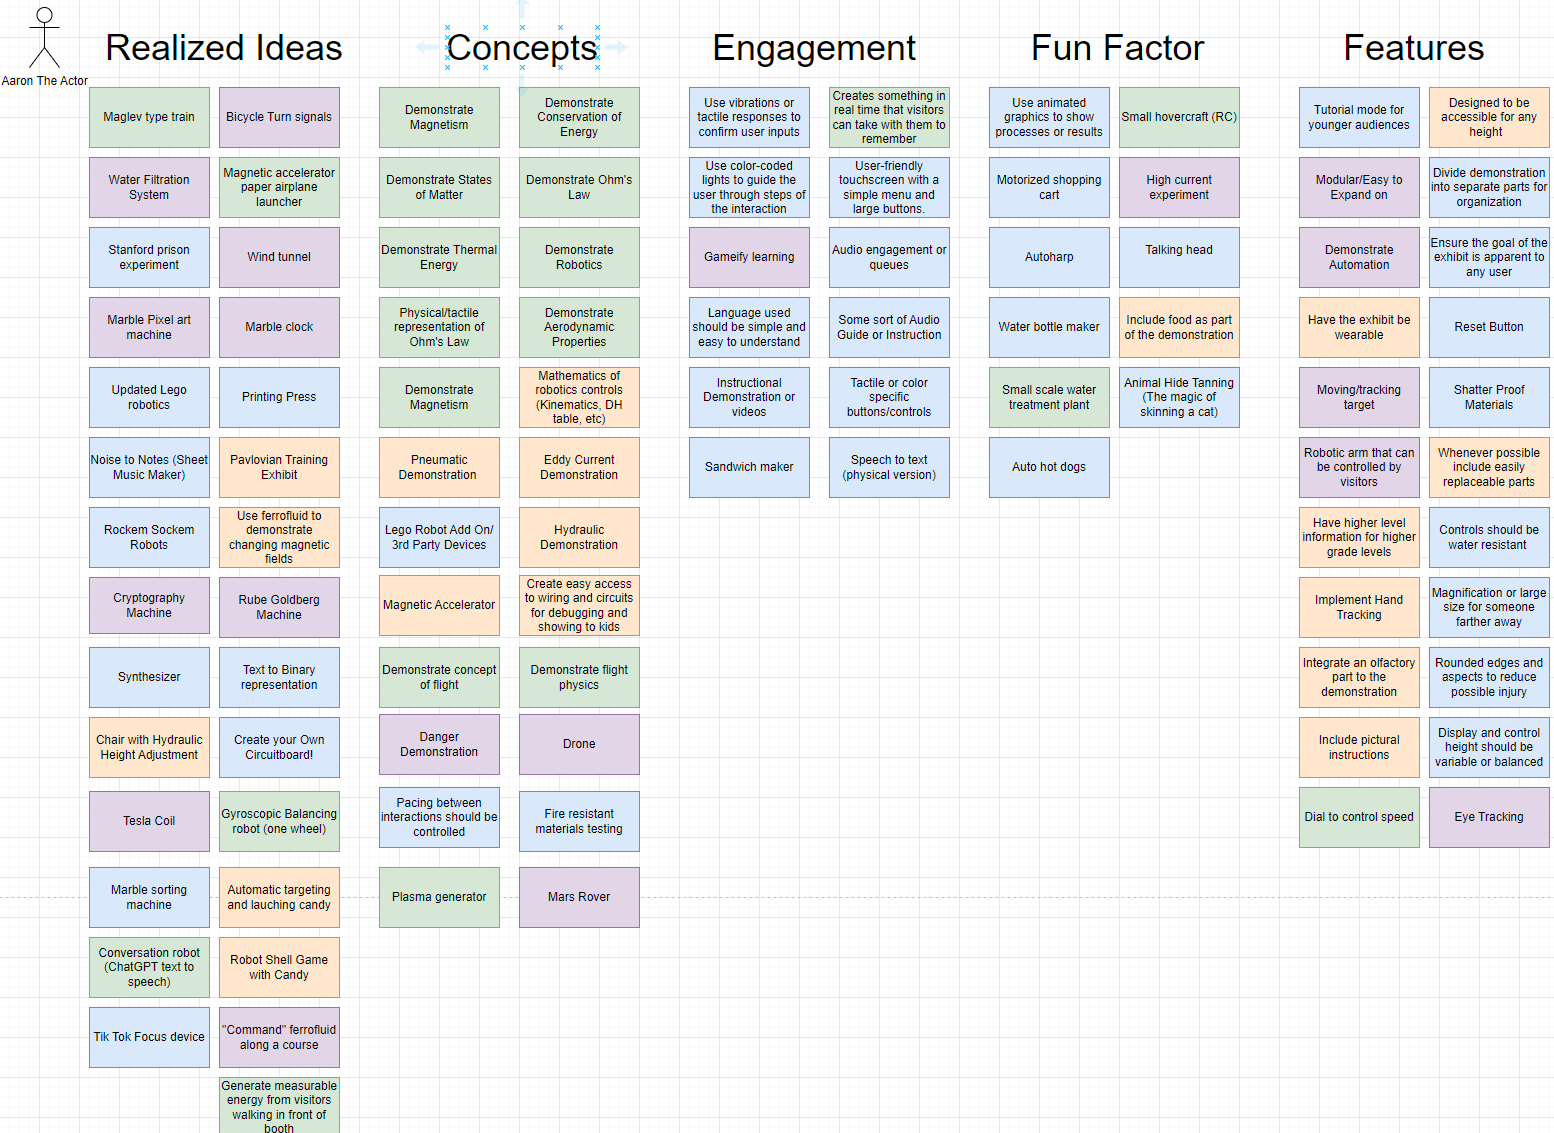 Realized Ideas
Concepts
Engagement
Fun Factor
Features
Aaron The Actor
Maglev type train
Bicycle Turn signals
Water Filtration
System
Magnetic accelerator
paper airplane
launcher
Stanford prison
experiment
Wind tunnel
Marble Pixel art
machine
Marble clock
Updated Lego
robotics
Printing Press
Noise to Notes (Sheet
Music Maker)
Pavlovian Training
Exhibit
Rockem Sockem
Robots
Use ferrofluid to
demonstrate
changing magnetic
fields
Cryptography
Machine
Rube Goldberg
Machine
Synthesizer
Text to Binary
representation
Chair with Hydraulic
Height Adjustment
Create your Own
Circuitboard!
Tesla Coil
Gyroscopic Balancing
robot (one wheel)
Marble sorting
machine
Automatic targeting
and lauching candy
Conversation robot
(ChatGPT text to
speech)
Robot Shell Game
with Candy
Tik Tok Focus device
"Command" ferrofluid
along a course
Generate measurable
energy from visitors
walking in front of
booth
Demonstrate
Magnetism
Demonstrate
Conservation of
Energy
Demonstrate States
of Matter
Demonstrate Ohm's
Law
Demonstrate Thermal
Energy
Demonstrate
Robotics
Physical/tactile
representation of
Ohm's Law
Demonstrate
Aerodynamic
Properties
Demonstrate
Magnetism
Mathematics of
robotics controls
(Kinematics, DH
table, etc)
Pneumatic
Demonstration
Eddy Current
Demonstration
Lego Robot Add On/
3rd Party Devices
Hydraulic
Demonstration
Magnetic Accelerator
Create easy access
to wiring and circuits
for debugging and
showing to kids
Demonstrate concept
of flight
Demonstrate flight
physics
Danger
Demonstration
Drone
Pacing between
interactions should be
controlled
Fire resistant
materials testing
Plasma generator
Mars Rover
Use vibrations or
tactile responses to
confirm user inputs
Creates something in
real time that visitors
can take with them to
remember
Use color-coded
lights to guide the
user through steps of
the interaction
User-friendly
touchscreen with a
simple menu and
large buttons.
Gameify learning
Audio engagement or
queues
Language used
should be simple and
easy to understand
Some sort of Audio
Guide or Instruction
Instructional
Demonstration or
videos
Tactile or color
specific
buttons/controls
Sandwich maker
Speech to text
(physical version)
Use animated
graphics to show
processes or results
Small hovercraft (RC)
Motorized shopping
cart
High current
experiment
Autoharp
Talking head
Water bottle maker
Include food as part
of the demonstration
Small scale water
treatment plant
Animal Hide Tanning
(The magic of
skinning a cat)
Auto hot dogs
Tutorial mode for
younger audiences
Designed to be
accessible for any
height
Modular/Easy to
Expand on
Divide demonstration
into separate parts for
organization
Demonstrate
Automation
Ensure the goal of the
exhibit is apparent to
any user
Have the exhibit be
wearable
Reset Button
Moving/tracking
target
Shatter Proof
Materials
Robotic arm that can
be controlled by
visitors
Whenever possible
include easily
replaceable parts
Have higher level
information for higher
grade levels
Controls should be
water resistant
Implement Hand
Tracking
Magnification or large
size for someone
farther away
Integrate an olfactory
part to the
demonstration
Rounded edges and
aspects to reduce
possible injury
Include pictural
instructions
Display and control
height should be
variable or balanced
Dial to control speed
Eye Tracking